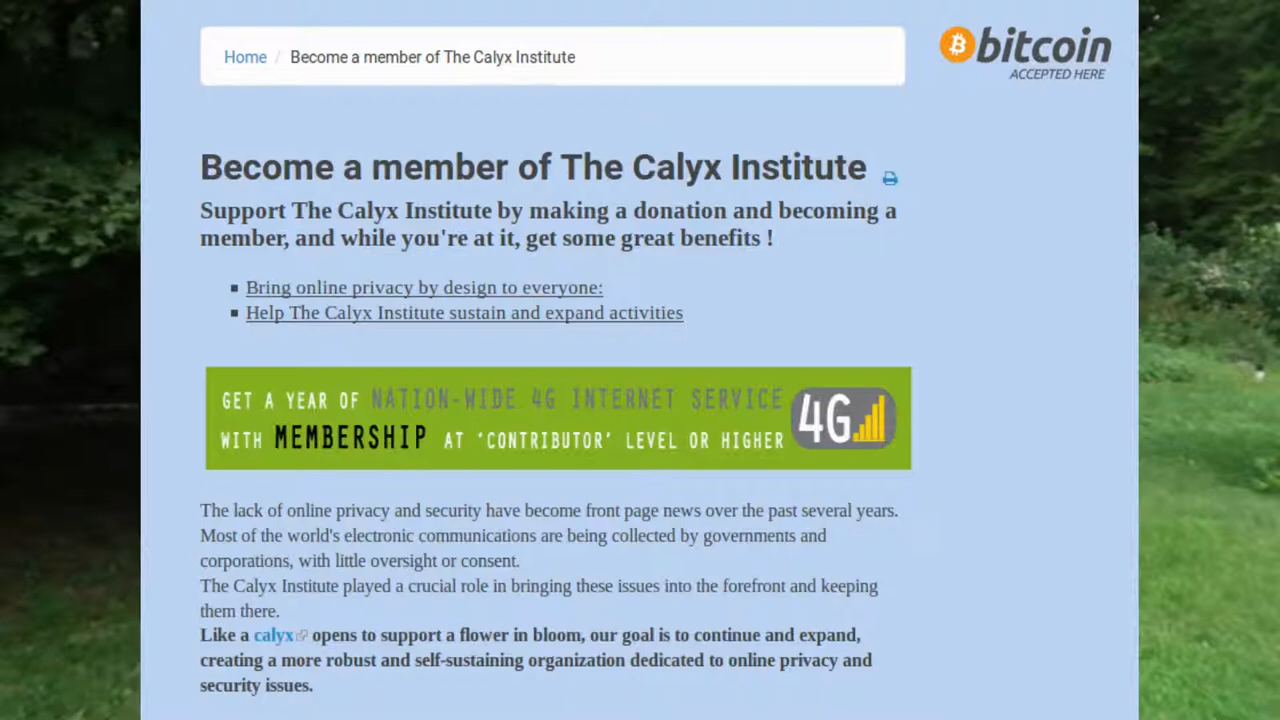 Home / Become a member of The Calyx Institute
bitcoin
ACCEPTED HERE
Become a member of The Calyx Institute
Support The Calyx Institute by making a donation and becoming a
member, and while you're at it, get some great benefits !
Bring online privacy by design to everyone:
Help The Calyx Institute sustain and expand activities
GET A YEAR OF NATION-WIDE 4G INTERNET SERVICE
WITH MEMBERSHIP AT 'CONTRIBUTOR' LEVEL OR HIGHER
4G
The lack of online privacy and security have become front page news over the past several years.
Most of the world's electronic communications are being collected by governments and
corporations, with little oversight or consent.
The Calyx Institute played a crucial role in bringing these issues into the forefront and keeping
them there.
Like a calyx opens to support a flower in bloom, our goal is to continue and expand,
creating a more robust and self-sustaining organization dedicated to online privacy and
security issues.